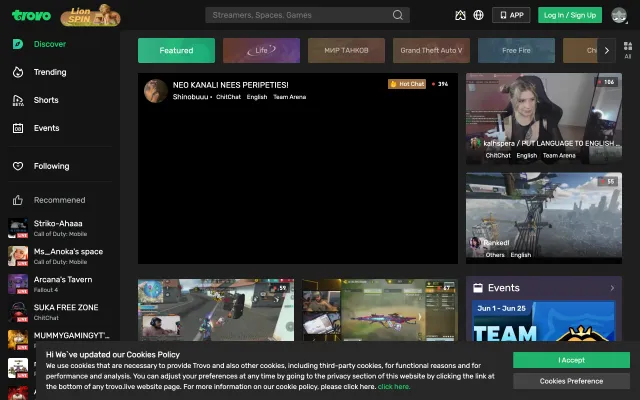 trovo
Lion
SPIN
Streamers, Spaces, Games
APP
Log In / Sign Up
Discover
Trending
BETA
Shorts
Events
Following
Recommened
Striko-Ahaaa
Call of Duty: Mobile
LIVE
Ms_Anoka's space
Call of Duty: Mobile
LIVE
Arcana's Tavern
Fallout 4
LIVE
SUKA FREE ZONE
ChitChat
LIVE
MUMMYGAMINGYT'...
Featured
Life
МИР ТАНКОВ
Grand Theft Auto V
Free Fire
Chi
All
NEO KANALI NEES PERIPETIES!
Shinobuuu • ChitChat English Team Arena
Hot Chat
394
106
kalhspera / PUT LANGUAGE TO ENGLISH ...
ChitChat English Team Arena
55
Ranked!
Others English
59
Events
Jun 1 - Jun 25
TEAM
Hi We`ve updated our Cookies Policy
We use cookies that are necessary to provide Trovo and also other cookies, including third-party cookies, for functional reasons and for
performance and analysis. You can adjust your preferences at any time by going to the privacy section of this website by clicking the link at
the bottom of any trovo.live website page. For more information on our cookie policy, please click here. click here.
I Accept
Cookies Preference